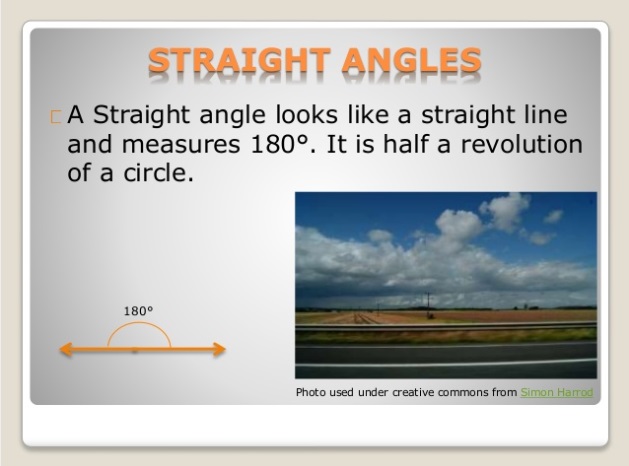 STRAIGHT ANGLES
A Straight angle looks like a straight line
and measures 180°. It is half a revolution
of a circle.
180°
Photo used under creative commons from Simon Harrod